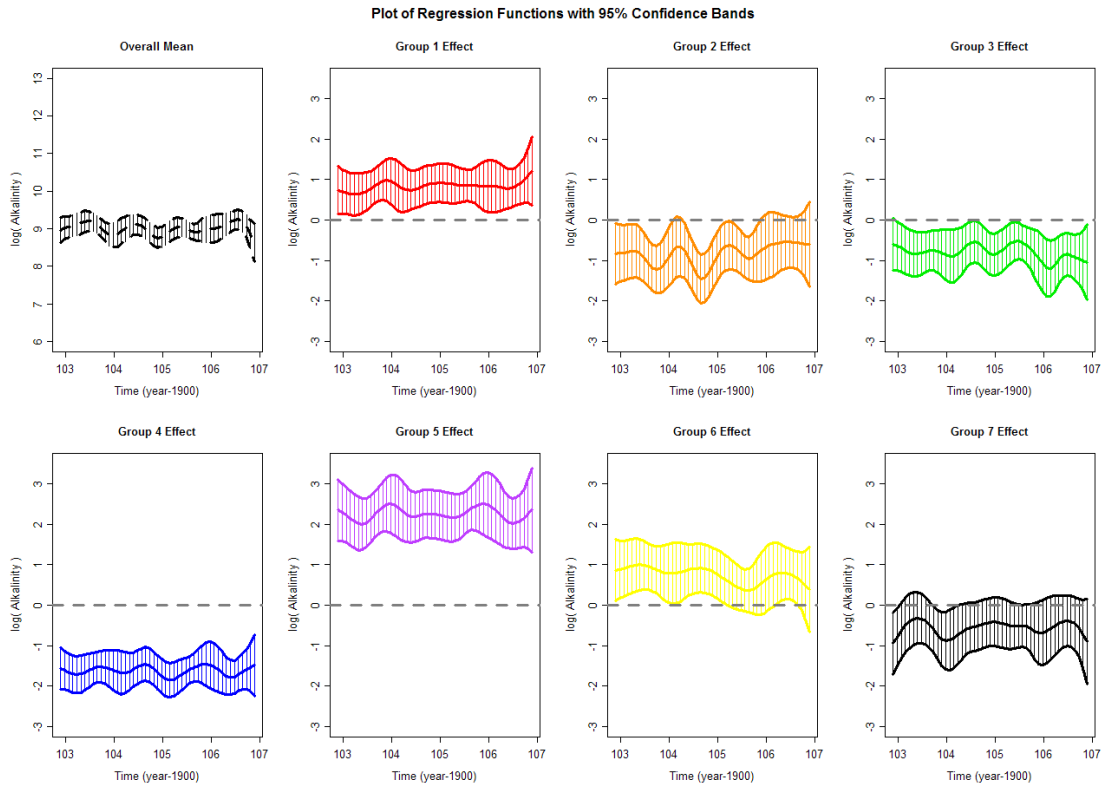 Plot of Regression Functions with 95% Confidence Bands
Overall Mean
log( Alkalinity )
13
12
11
10
9
8
7
6
103 104 105 106 107
Time (year-1900)
Group 1 Effect
log( Alkalinity )
3
2
1
0
-1
-2
-3
103 104 105 106 107
Time (year-1900)
Group 2 Effect
log( Alkalinity )
3
2
1
0
-1
-2
-3
103 104 105 106 107
Time (year-1900)
Group 3 Effect
log( Alkalinity )
3
2
1
0
-1
-2
-3
103 104 105 106 107
Time (year-1900)
Group 4 Effect
log( Alkalinity )
3
2
1
0
-1
-2
-3
103 104 105 106 107
Time (year-1900)
Group 5 Effect
log( Alkalinity )
3
2
1
0
-1
-2
-3
103 104 105 106 107
Time (year-1900)
Group 6 Effect
log( Alkalinity )
3
2
1
0
-1
-2
-3
103 104 105 106 107
Time (year-1900)
Group 7 Effect
log( Alkalinity )
3
2
1
0
-1
-2
-3
103 104 105 106 107
Time (year-1900)